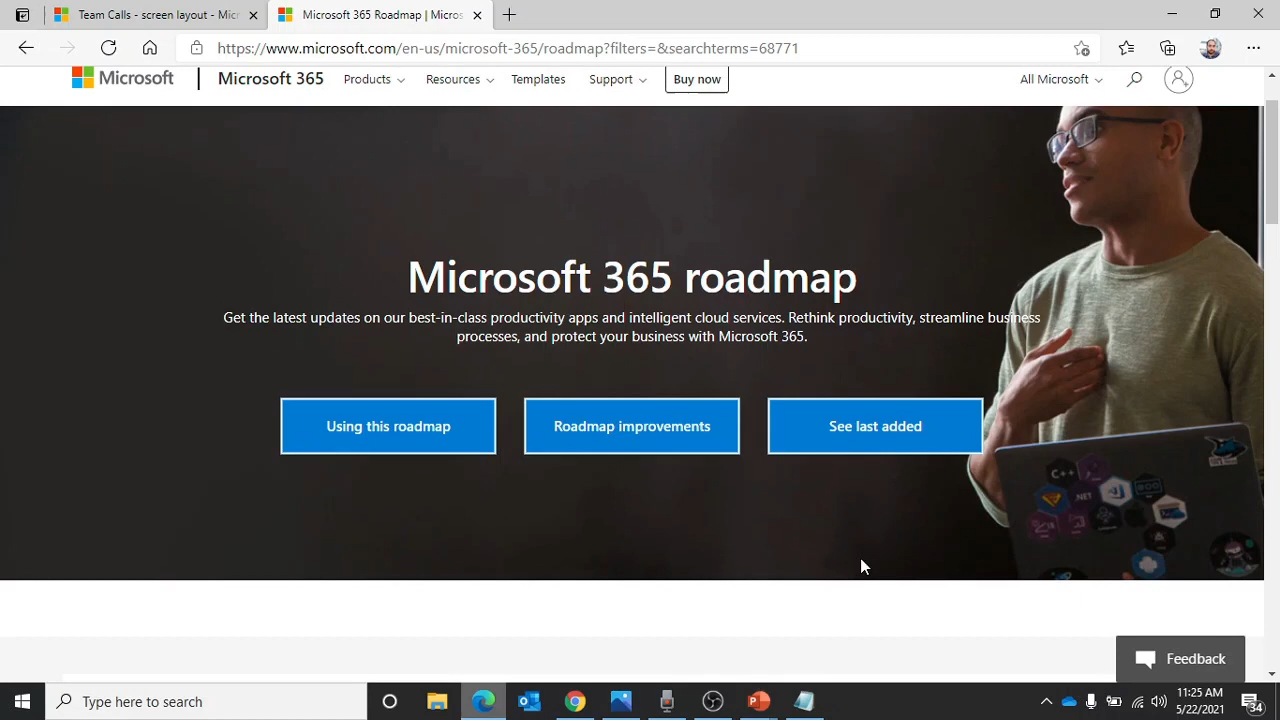 Team Calls - screen layout - Micr
Microsoft 365 Roadmap | Micros
https://www.microsoft.com/en-us/microsoft-365/roadmap?filters=&searchterms=68771
Microsoft
Microsoft 365
Products
Resources
Templates
Support
Buy now
All Microsoft
Microsoft 365 roadmap
Get the latest updates on our best-in-class productivity apps and intelligent cloud services. Rethink productivity, streamline business
processes, and protect your business with Microsoft 365.
Using this roadmap
Roadmap improvements
See last added
C++
.NET
Feedback
Type here to search
11:25 AM
5/22/2021
34